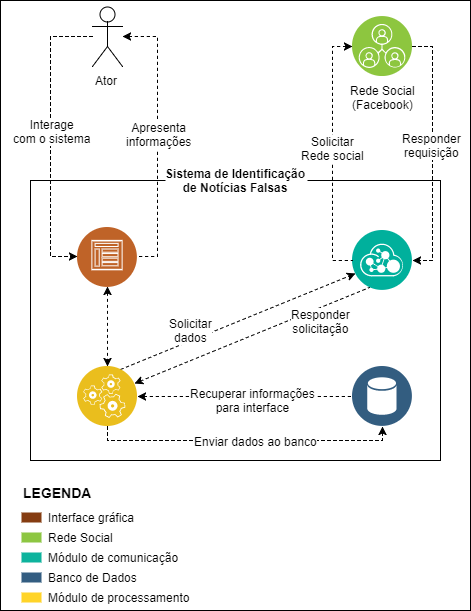 Ator
Rede Social
(Facebook)
Interage
com o sistema
Apresenta
informações
Solicitar
Rede social
Responder
requisição
Sistema de Identificação
de Notícias Falsas
Solicitar
dados
Responder
solicitação
Recuperar informações
para interface
Enviar dados ao banco
LEGENDA
Interface gráfica
Rede Social
Módulo de comunicação
Banco de Dados
Módulo de processamento